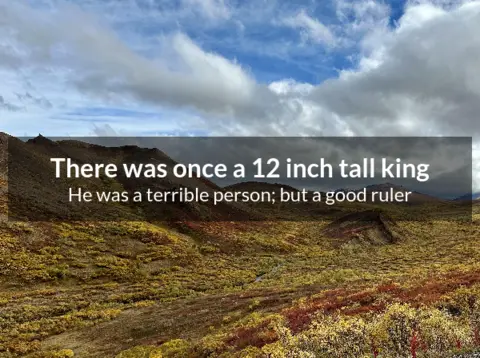 There was once a 12 inch tall king
He was a terrible person; but a good ruler